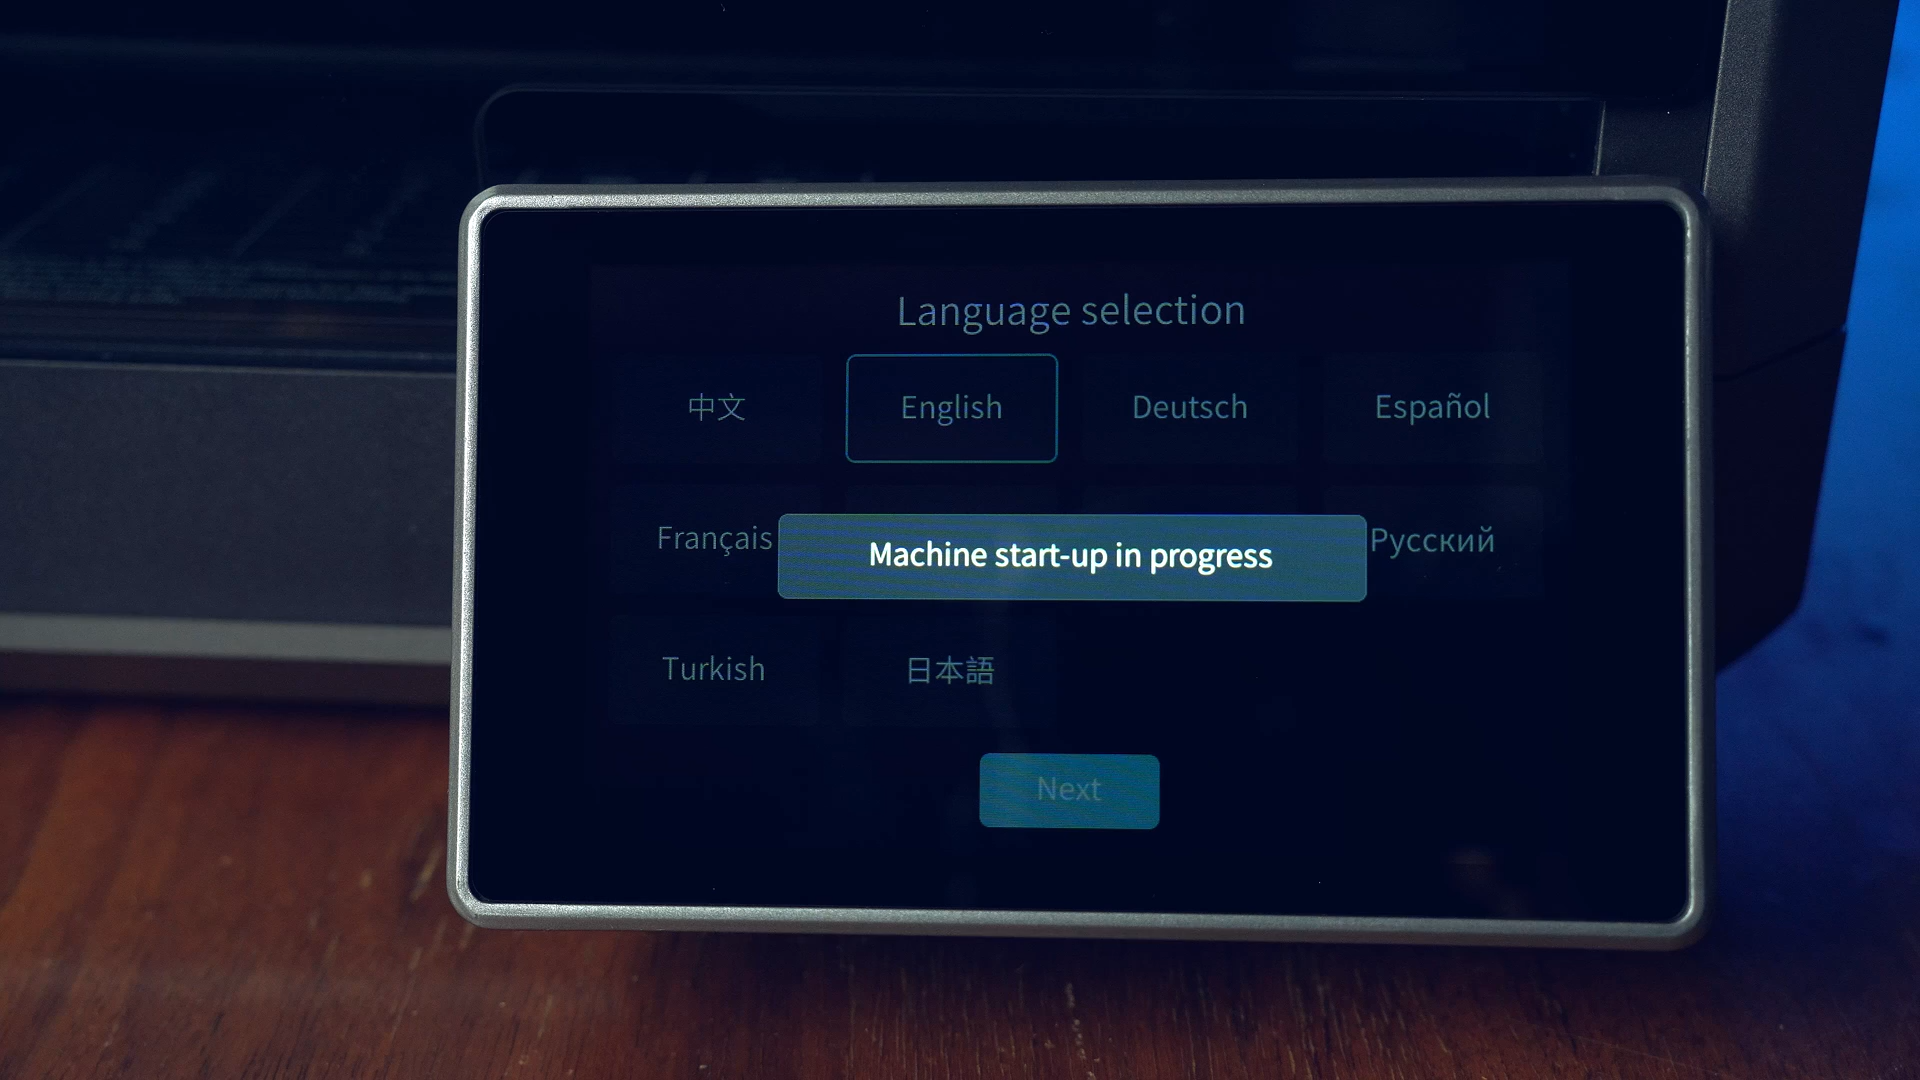 Language selection
中文
English
Deutsch
Español
Français
Русский
Machine start-up in progress
Turkish
日本語
Next